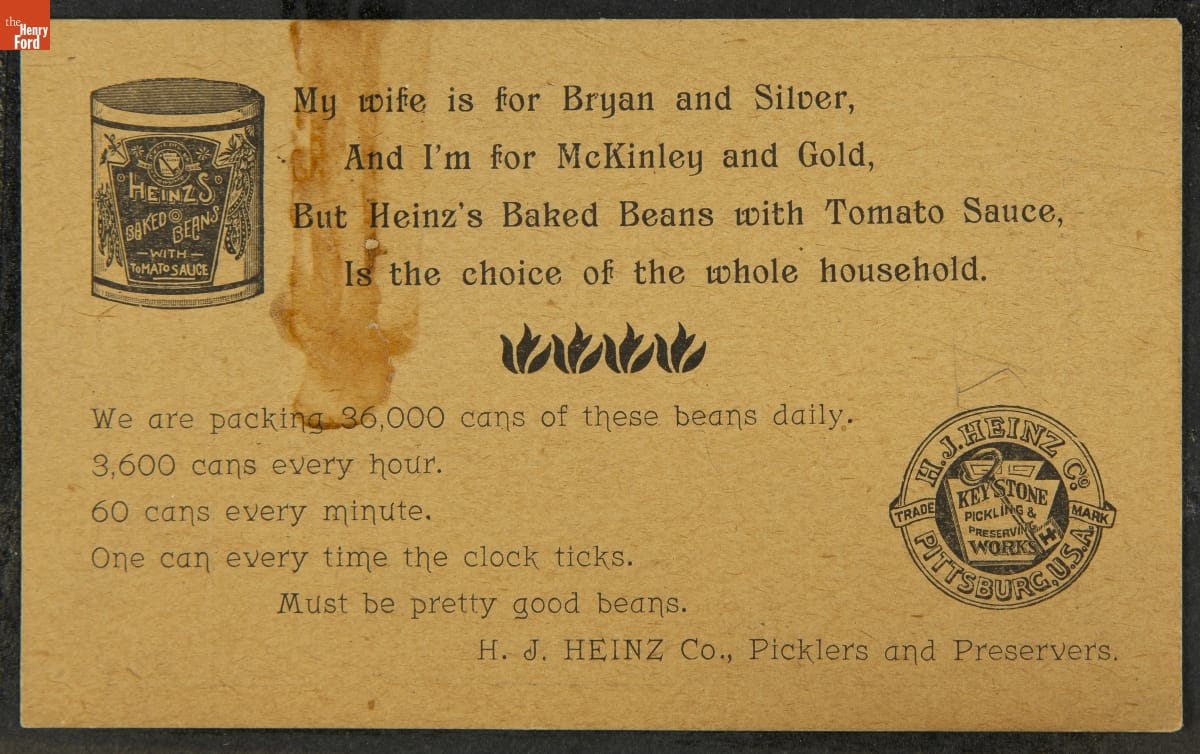 the
Henry
Ford
HEINZ'S
BAKED BEANS
WITH
TOMATO SAUCE
My wife is for Bryan and Silver,
And I'm for McKinley and Gold,
But Heinz's Baked Beans with Tomato Sauce,
Is the choice of the whole household.
We are packing 36,000 cans of these beans daily.
3,600 cans every hour.
60 cans every minute.
One can every time the clock ticks.
Must be pretty good beans.
H. J. HEINZ Co., Picklers and Preservers.
H. J. HEINZ Co.
TRADE MARK
KEYSTONE
PICKLING &
PRESERVING
WORKS
H
PITTSBURG, U.S.A.